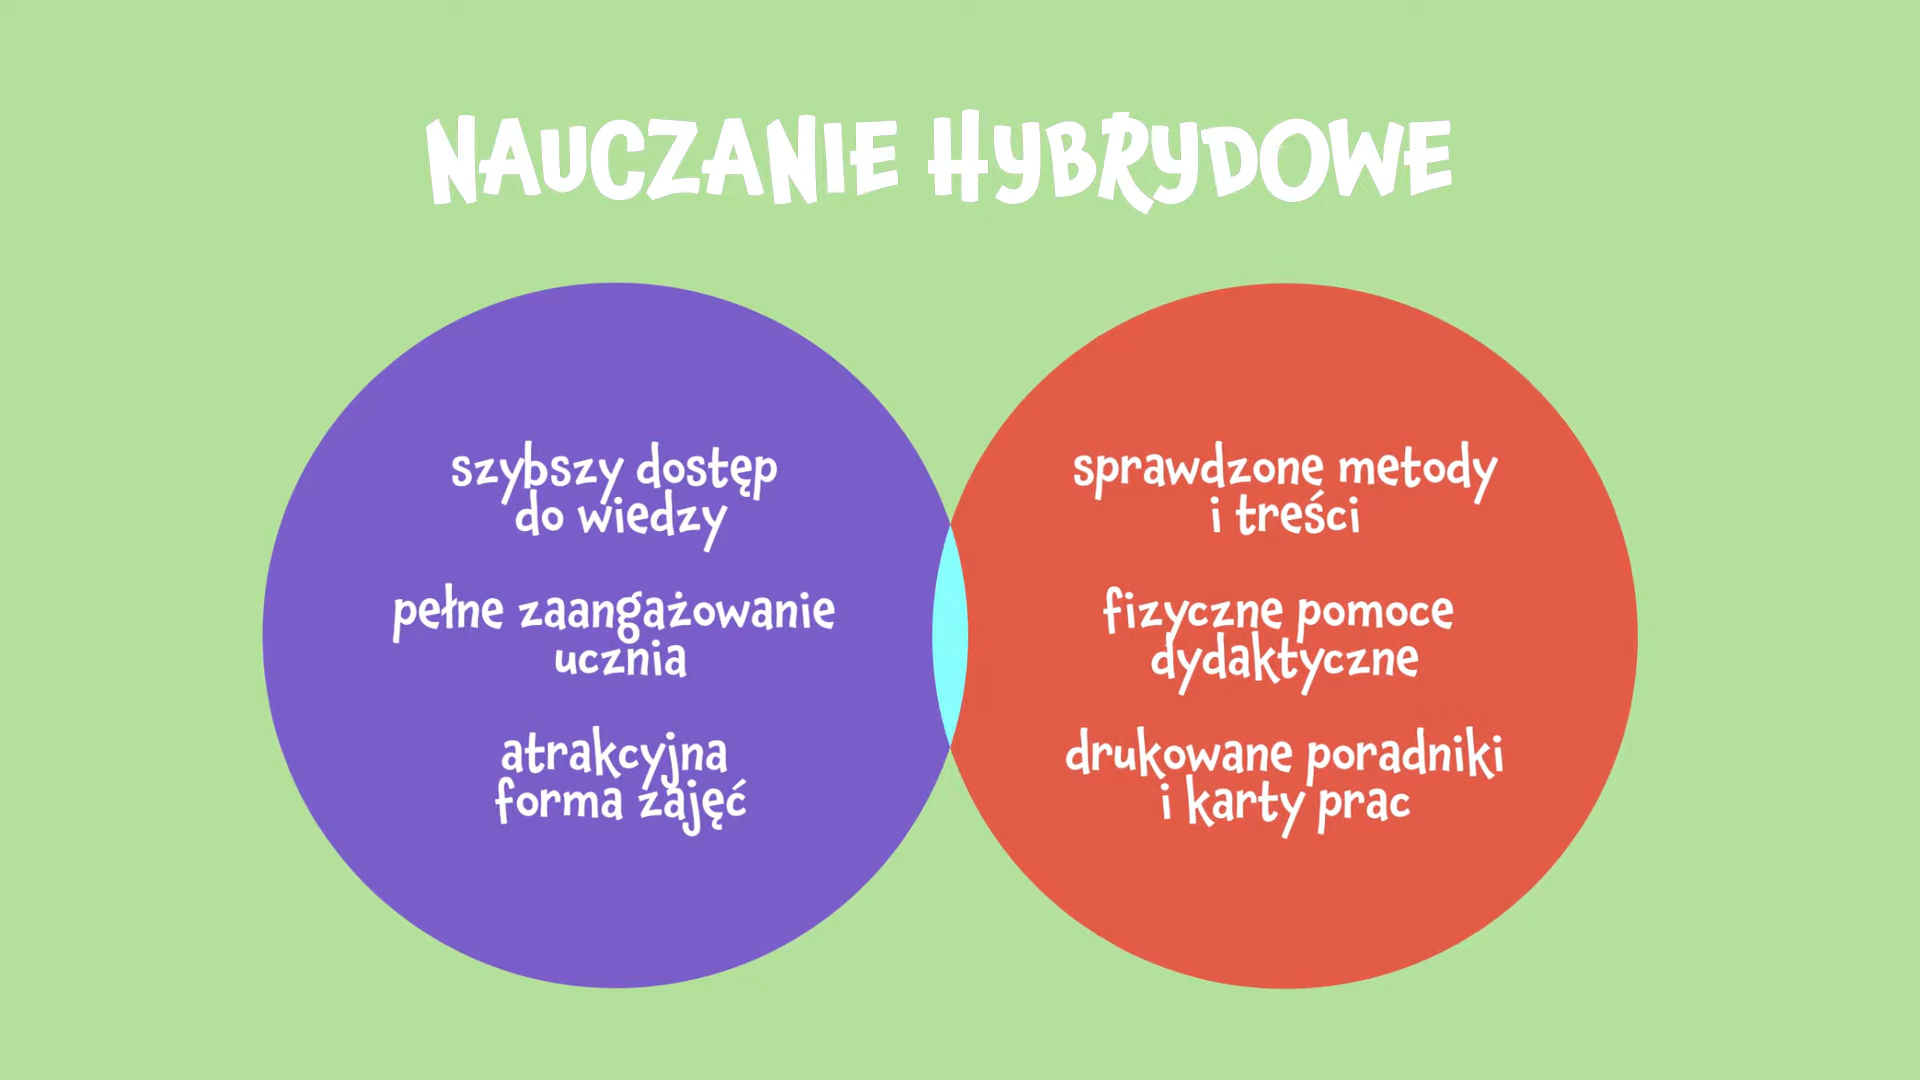 NAUCZANIE HYBRYDOWE
szybszy dostęp
do wiedzy
pełne zaangażowanie
ucznia
atrakcyjna
forma zajęć
sprawdzone metody
i treści
fizyczne pomoce
dydaktyczne
drukowane poradniki
i karty prac